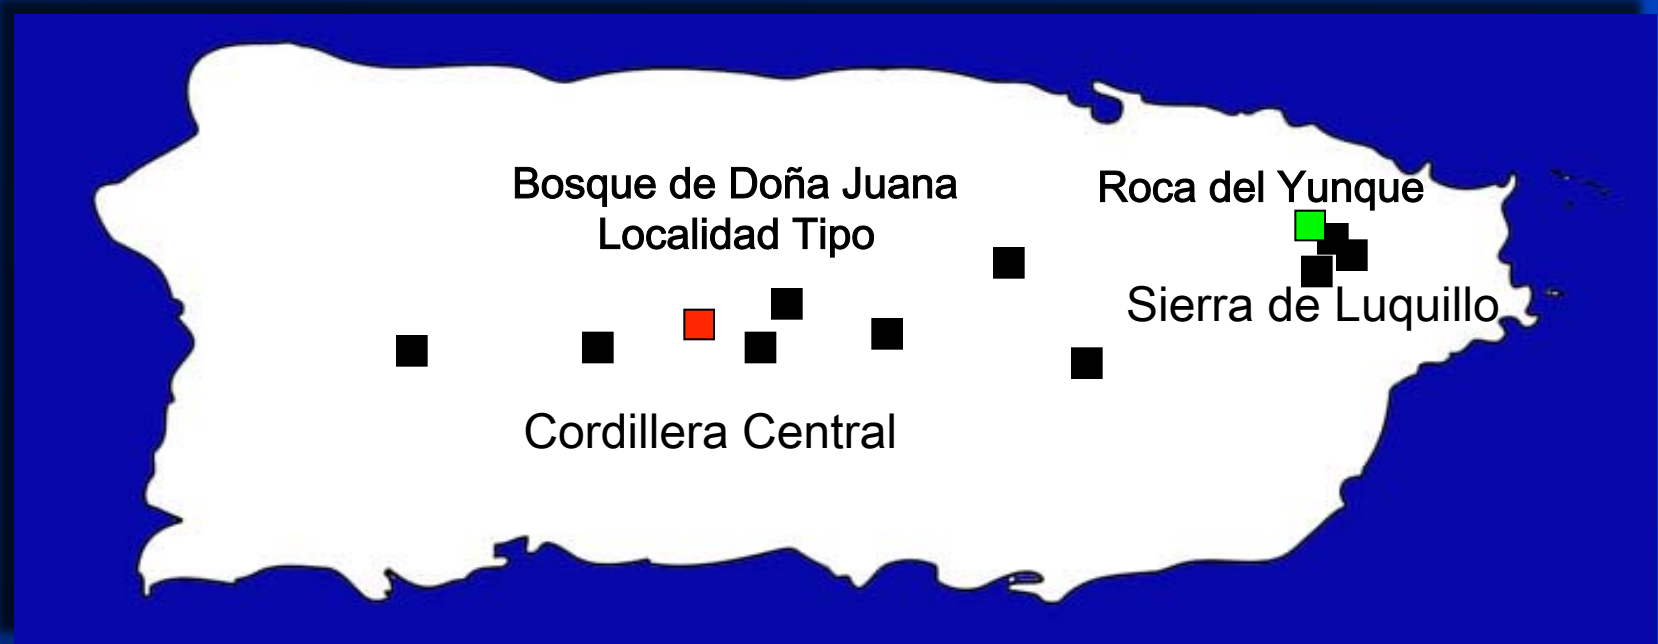 Bosque de Doña Juana
Localidad Tipo
Roca del Yunque
Sierra de Luquillo
Cordillera Central